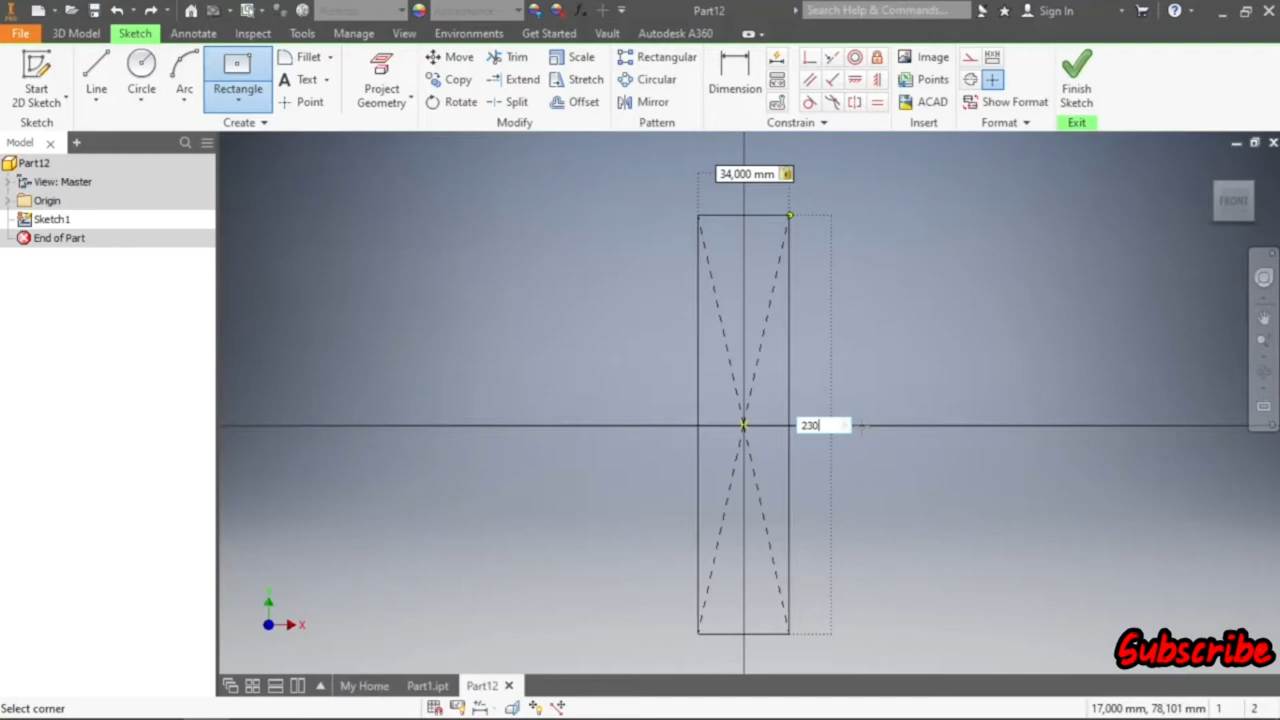 PRO
Part12
Search Help & Commands...
Sign In
File
3D Model
Sketch
Annotate
Inspect
Tools
Manage
View
Environments
Get Started
Vault
Autodesk A360
Start
2D Sketch
Line
Circle
Arc
Rectangle
Fillet
Text
Point
Project
Geometry
Move
Copy
Rotate
Trim
Extend
Split
Scale
Stretch
Offset
Rectangular
Circular
Mirror
Dimension
Image
Points
ACAD
Show Format
Finish
Sketch
Sketch
Create
Modify
Pattern
Constrain
Insert
Format
Exit
Model
Part12
View: Master
Origin
Sketch1
End of Part
34,000 mm
230
FRONT
X
Subscribe
My Home
Part1.ipt
Part12
Select corner
17,000 mm, 78,101 mm
1
2